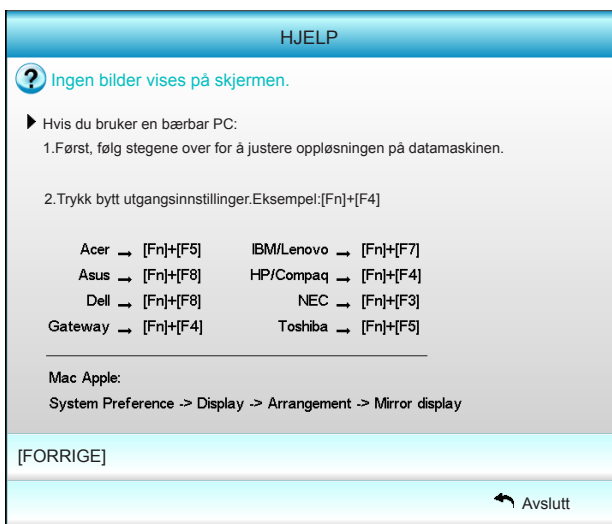 HJELP
Ingen bilder vises på skjermen.
Hvis du bruker en bærbar PC:
1.Først, følg stegene over for å justere oppløsningen på datamaskinen.
2.Trykk bytt utgangsinnstillinger.Eksempel:[Fn]+[F4]
Acer → [Fn]+[F5] IBM/Lenovo → [Fn]+[F7]
Asus → [Fn]+[F8] HP/Compaq → [Fn]+[F4]
Dell → [Fn]+[F8] NEC → [Fn]+[F3]
Gateway → [Fn]+[F4] Toshiba → [Fn]+[F5]
Mac Apple:
System Preference -> Display -> Arrangement -> Mirror display
[FORRIGE]
Avslutt